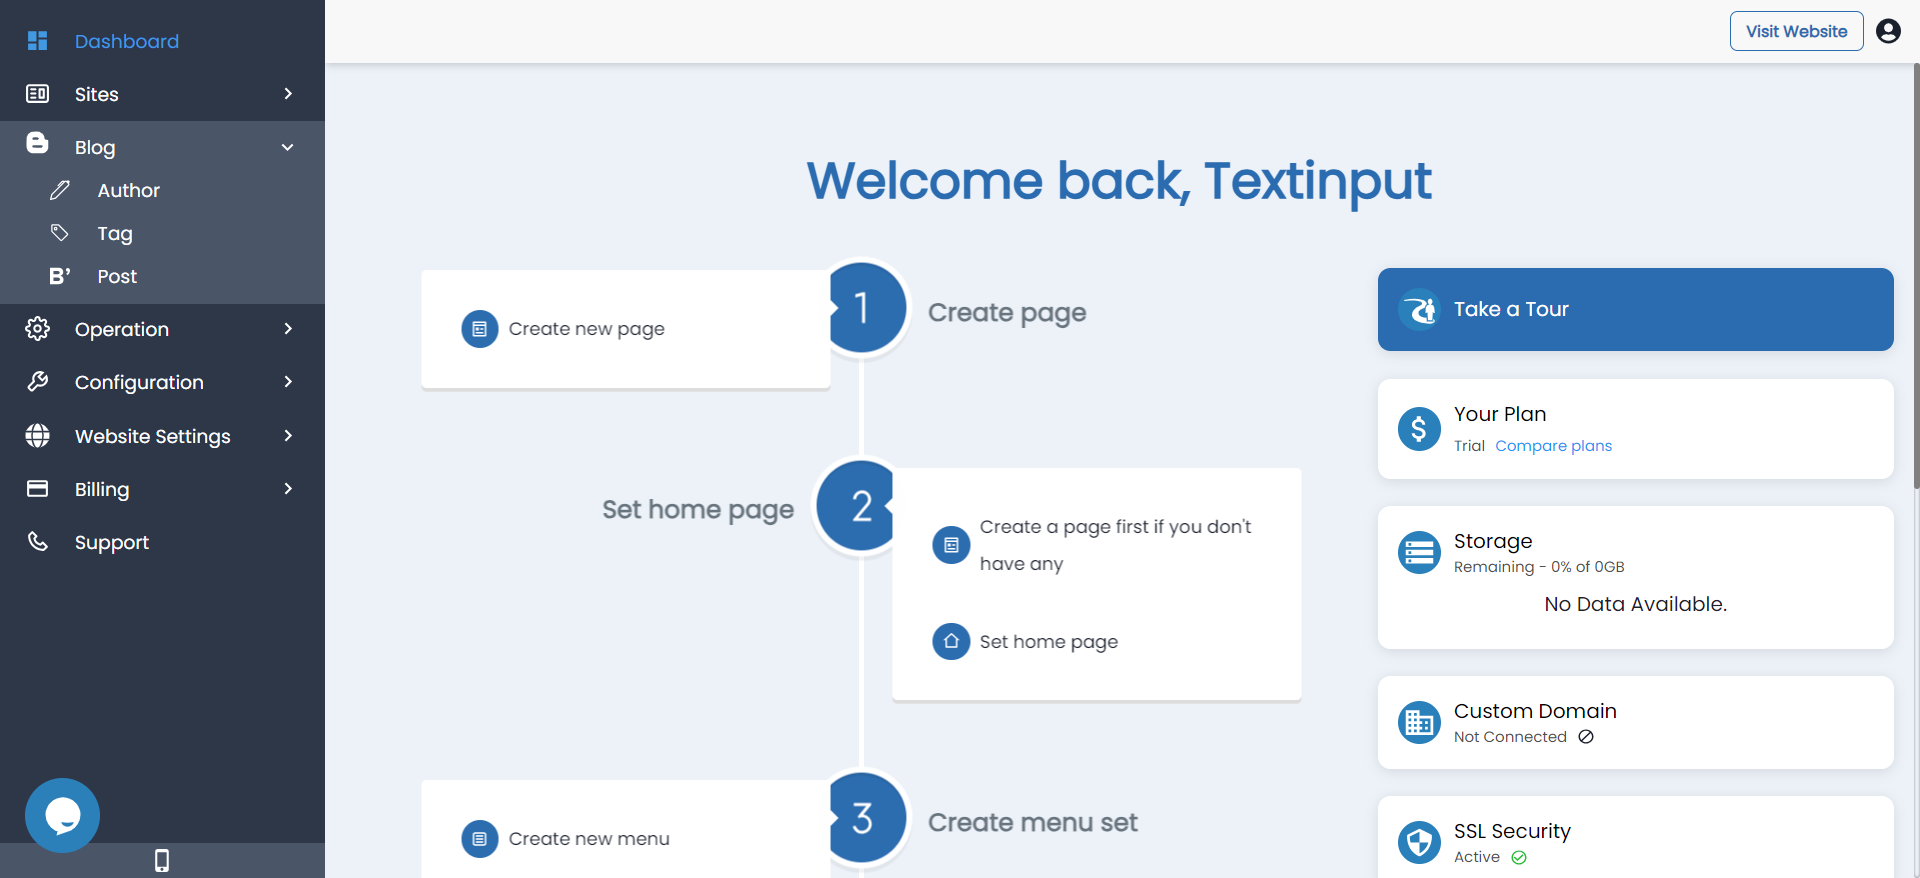 Dashboard
Sites
Blog
Author
Tag
B’ Post
Operation
Configuration
Website Settings
Billing
Support
Visit Website
Welcome back, Textinput
Create new page
1
Create page
Set home page
2
Create a page first if you don't
have any
Set home page
Create new menu
3
Create menu set
Take a Tour
$
Your Plan
Trial Compare plans
Storage
Remaining - 0% of 0GB
No Data Available.
Custom Domain
Not Connected
SSL Security
Active